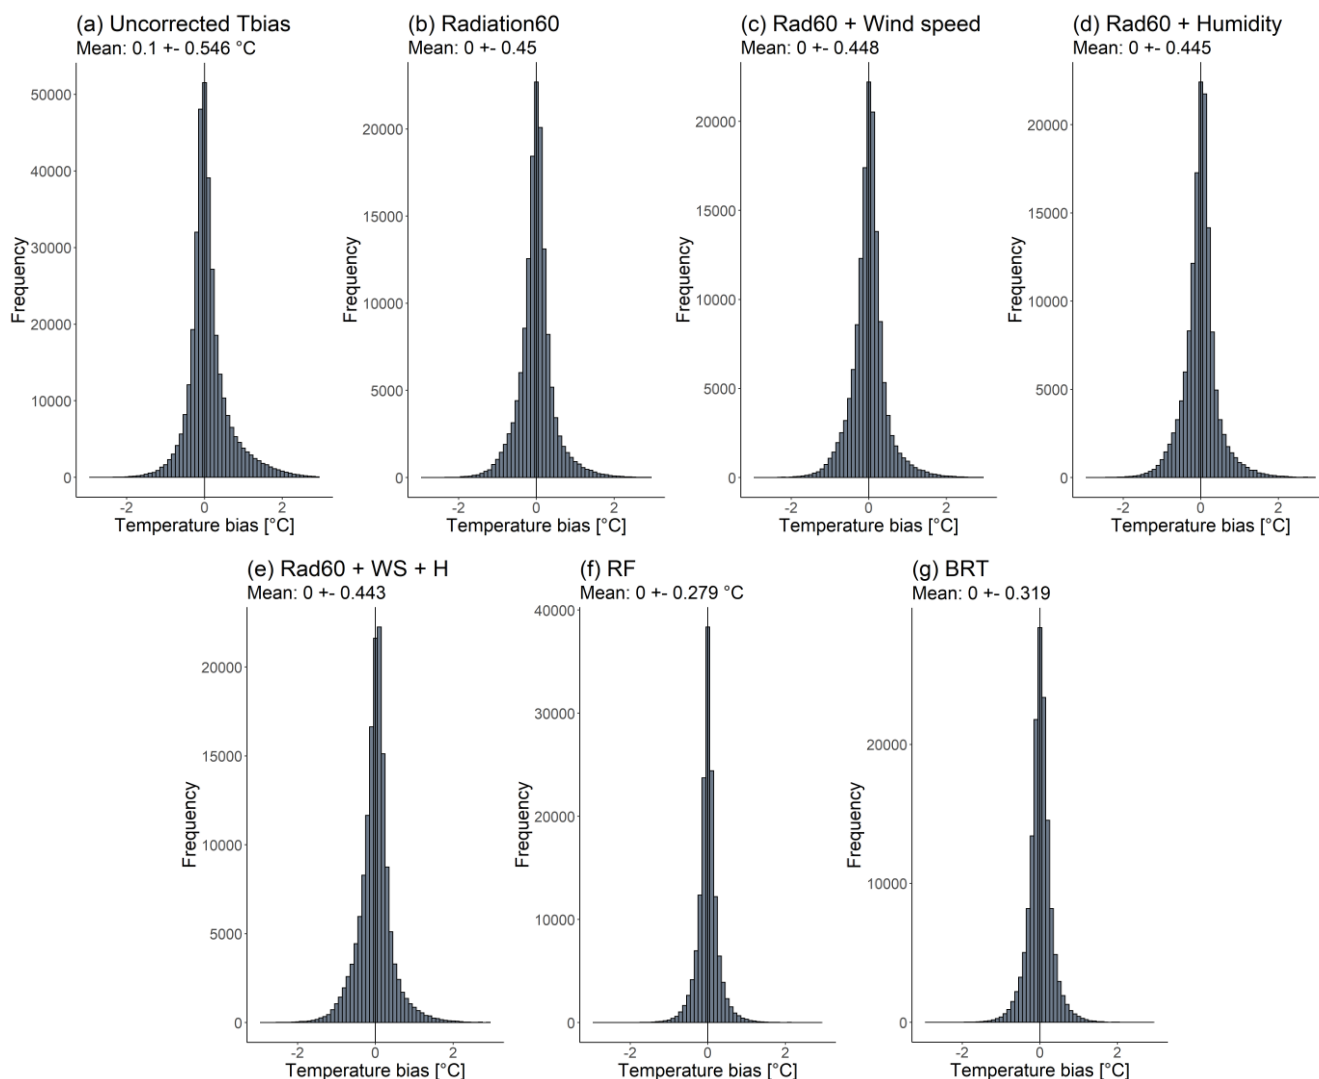 (a) Uncorrected Tbias
Mean: 0.1 +- 0.546 °C
50000
40000
30000
20000
10000
0
Frequency
-2 0 2
Temperature bias [°C]
(b) Radiation60
Mean: 0 +- 0.45
20000
15000
10000
5000
0
Frequency
-2 0 2
Temperature bias [°C]
(c) Rad60 + Wind speed
Mean: 0 +- 0.448
20000
15000
10000
5000
0
Frequency
-2 0 2
Temperature bias [°C]
(d) Rad60 + Humidity
Mean: 0 +- 0.445
20000
15000
10000
5000
0
Frequency
-2 0 2
Temperature bias [°C]
(e) Rad60 + WS + H
Mean: 0 +- 0.443
20000
15000
10000
5000
0
Frequency
-2 0 2
Temperature bias [°C]
(f) RF
Mean: 0 +- 0.279 °C
40000
30000
20000
10000
0
Frequency
-2 0 2
Temperature bias [°C]
(g) BRT
Mean: 0 +- 0.319
20000
10000
0
Frequency
-2 0 2
Temperature bias [°C]